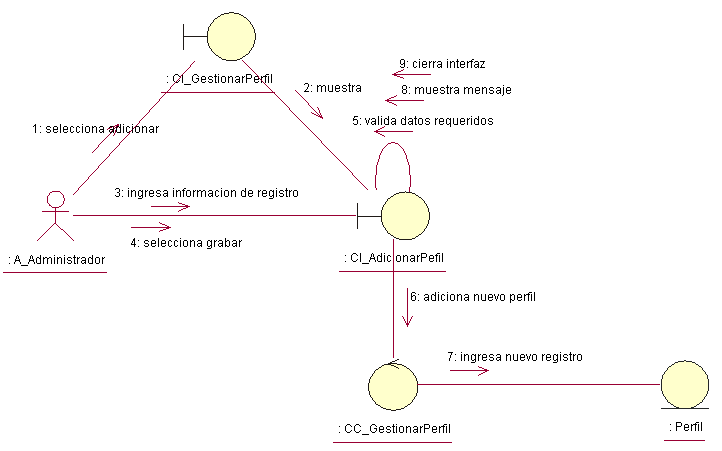 9: cierra interfaz
: CI_GestionarPerfil
2: muestra
8: muestra mensaje
1: selecciona adicionar
5: valida datos requeridos
3: ingresa informacion de registro
4: selecciona grabar
: A_Administrador
: CI_AdicionarPefil
6: adiciona nuevo perfil
7: ingresa nuevo registro
: CC_GestionarPerfil
: Perfil